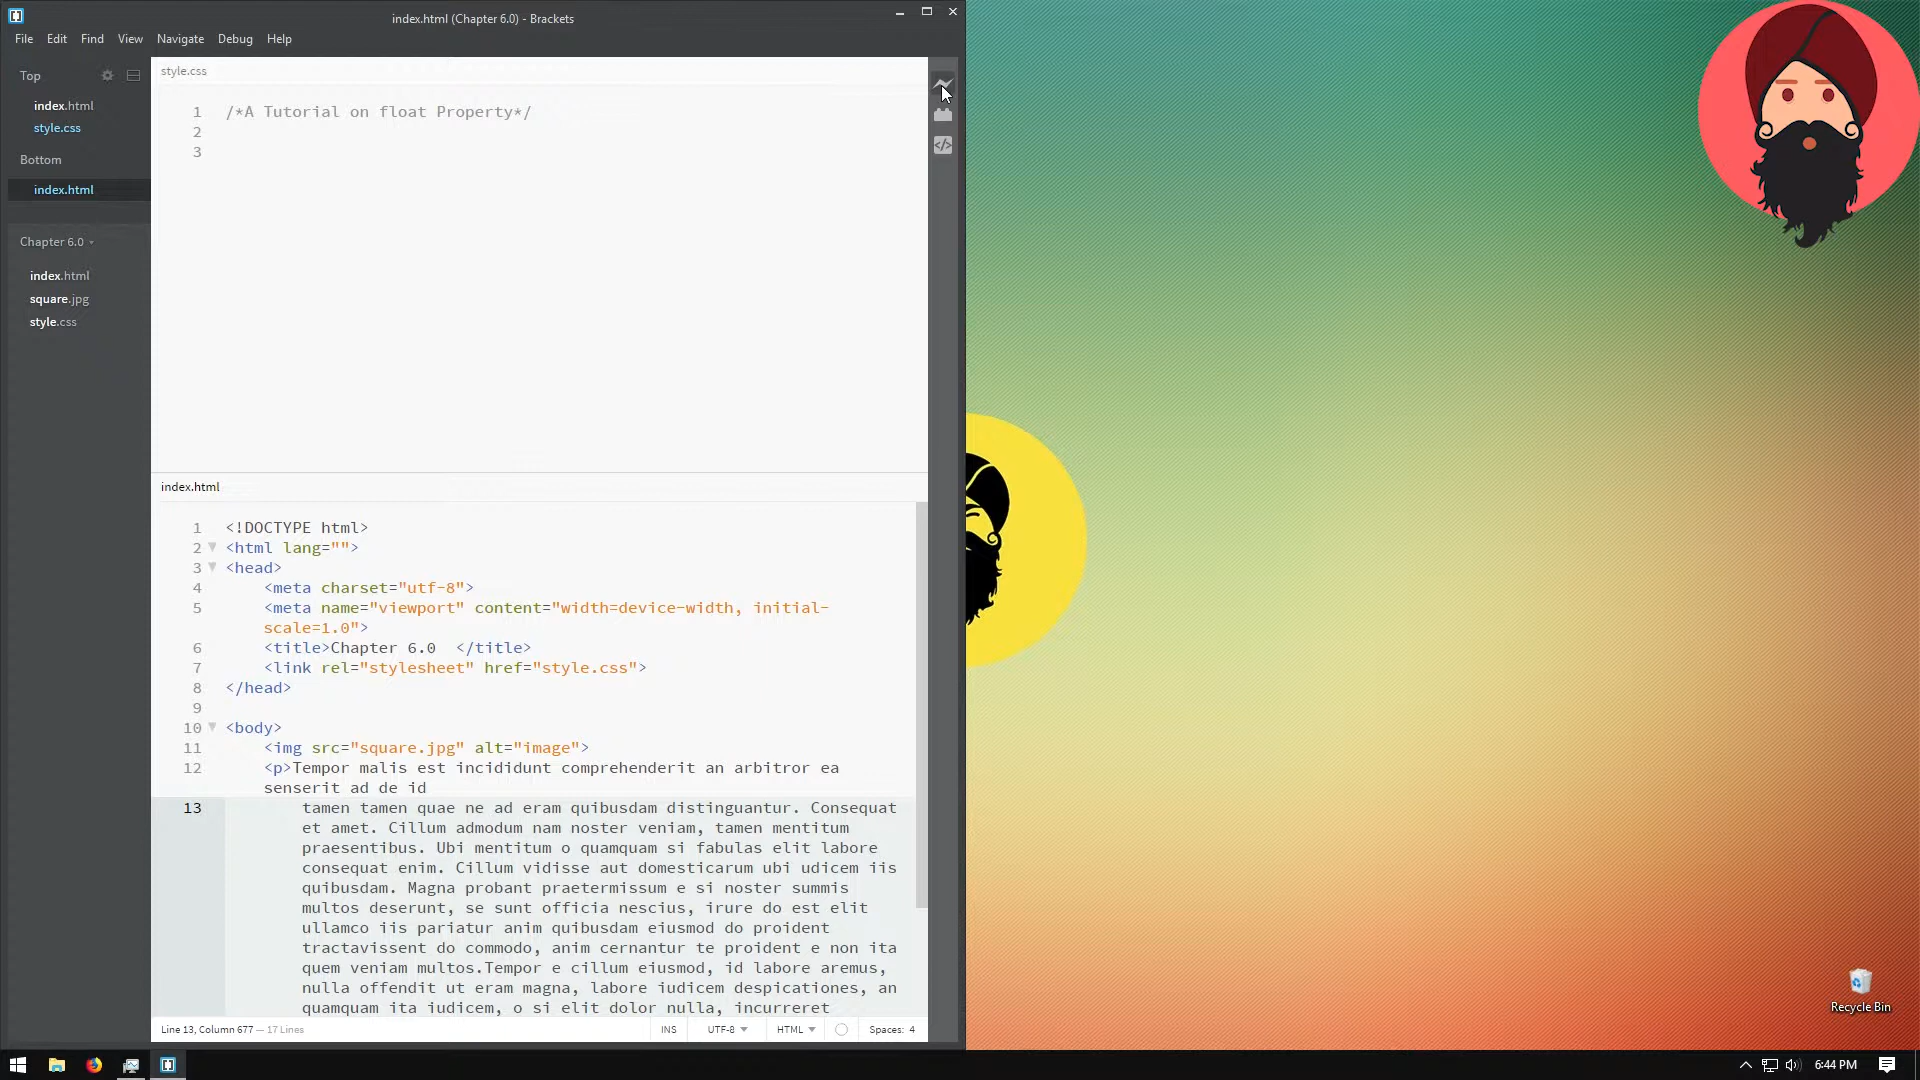 index.html (Chapter 6.0) - Brackets
File Edit Find View Navigate Debug Help
Top
index.html
style.css
Bottom
index.html
Chapter 6.0
index.html
square.jpg
style.css
style.css
1 /*A Tutorial on float Property*/
2
3
index.html
1 <!DOCTYPE html>
2 <html lang="">
3 <head>
4 <meta charset="utf-8">
5 <meta name="viewport" content="width=device-width, initial-
scale=1.0">
6 <title>Chapter 6.0  </title>
7 <link rel="stylesheet" href="style.css">
8 </head>
9
10 <body>
11 <img src="square.jpg" alt="image">
12 <p>Tempor malis est incididunt comprehenderit an arbitror ea
senserit ad de id
13 tamen tamen quae ne ad eram quibusdam distinguantur. Consequat
et amet. Cillum admodum nam noster veniam, tamen mentitum
praesentibus. Ubi mentitum o quamquam si fabulas elit labore
consequat enim. Cillum vidisse aut domesticarum ubi udicem iis
quibusdam. Magna probant praetermissum e si noster summis
multos deserunt, se sunt officia nescius, irure do est elit
ullamco iis pariatur anim quibusdam eiusmod do proident
tractavissent do commodo, anim cernantur te proident e non ita
quem veniam multos.Tempor e cillum eiusmod, id labore aremus,
nulla offendit ut eram magna, labore iudicem despicationes, an
quamquam ita iudicem, o si elit dolor nulla, incurreret
Line 13, Column 677 — 17 Lines
INS UTF-8 HTML Spaces: 4
Recycle Bin
6:44 PM